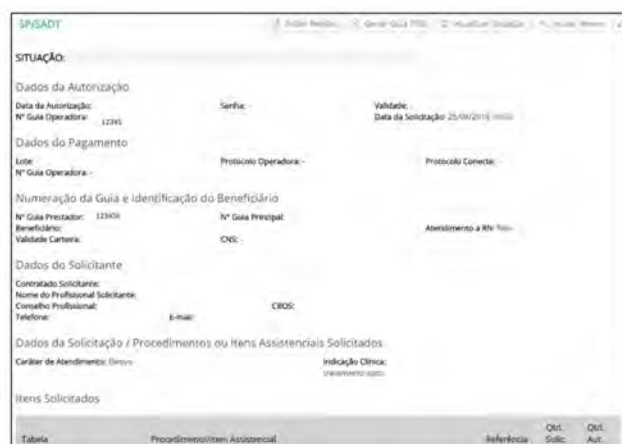 SP/SADT
SITUAÇÃO:
Dados da Autorização
Data da Autorização: Senha: - Validade: -
Nº Guia Operadora: 12345 Data da Solicitação: 25/06/2018
Dados do Pagamento
Lote: Protocolo Operadora: - Protocolo Conecta: -
Nº Guia Operadora: -
Numeração da Guia e Identificação do Beneficiário
Nº Guia Prestador: 123456 Nº Guia Principal:
Beneficiário: Atendimento a RN:
Validade Carteira: CNS: -
Dados do Solicitante
Contratado Solicitante:
Nome do Profissional Solicitante:
Conselho Profissional: CBOS:
Telefone: E-mail:
Dados da Solicitação / Procedimentos ou Itens Assistenciais Solicitados
Caráter de Atendimento: Eletivo Indicação Clínica:
tratamento
Itens Solicitados
Tabela Procedimento/Item Assistencial Referência Qtd. Solic. Qtd. Aut.